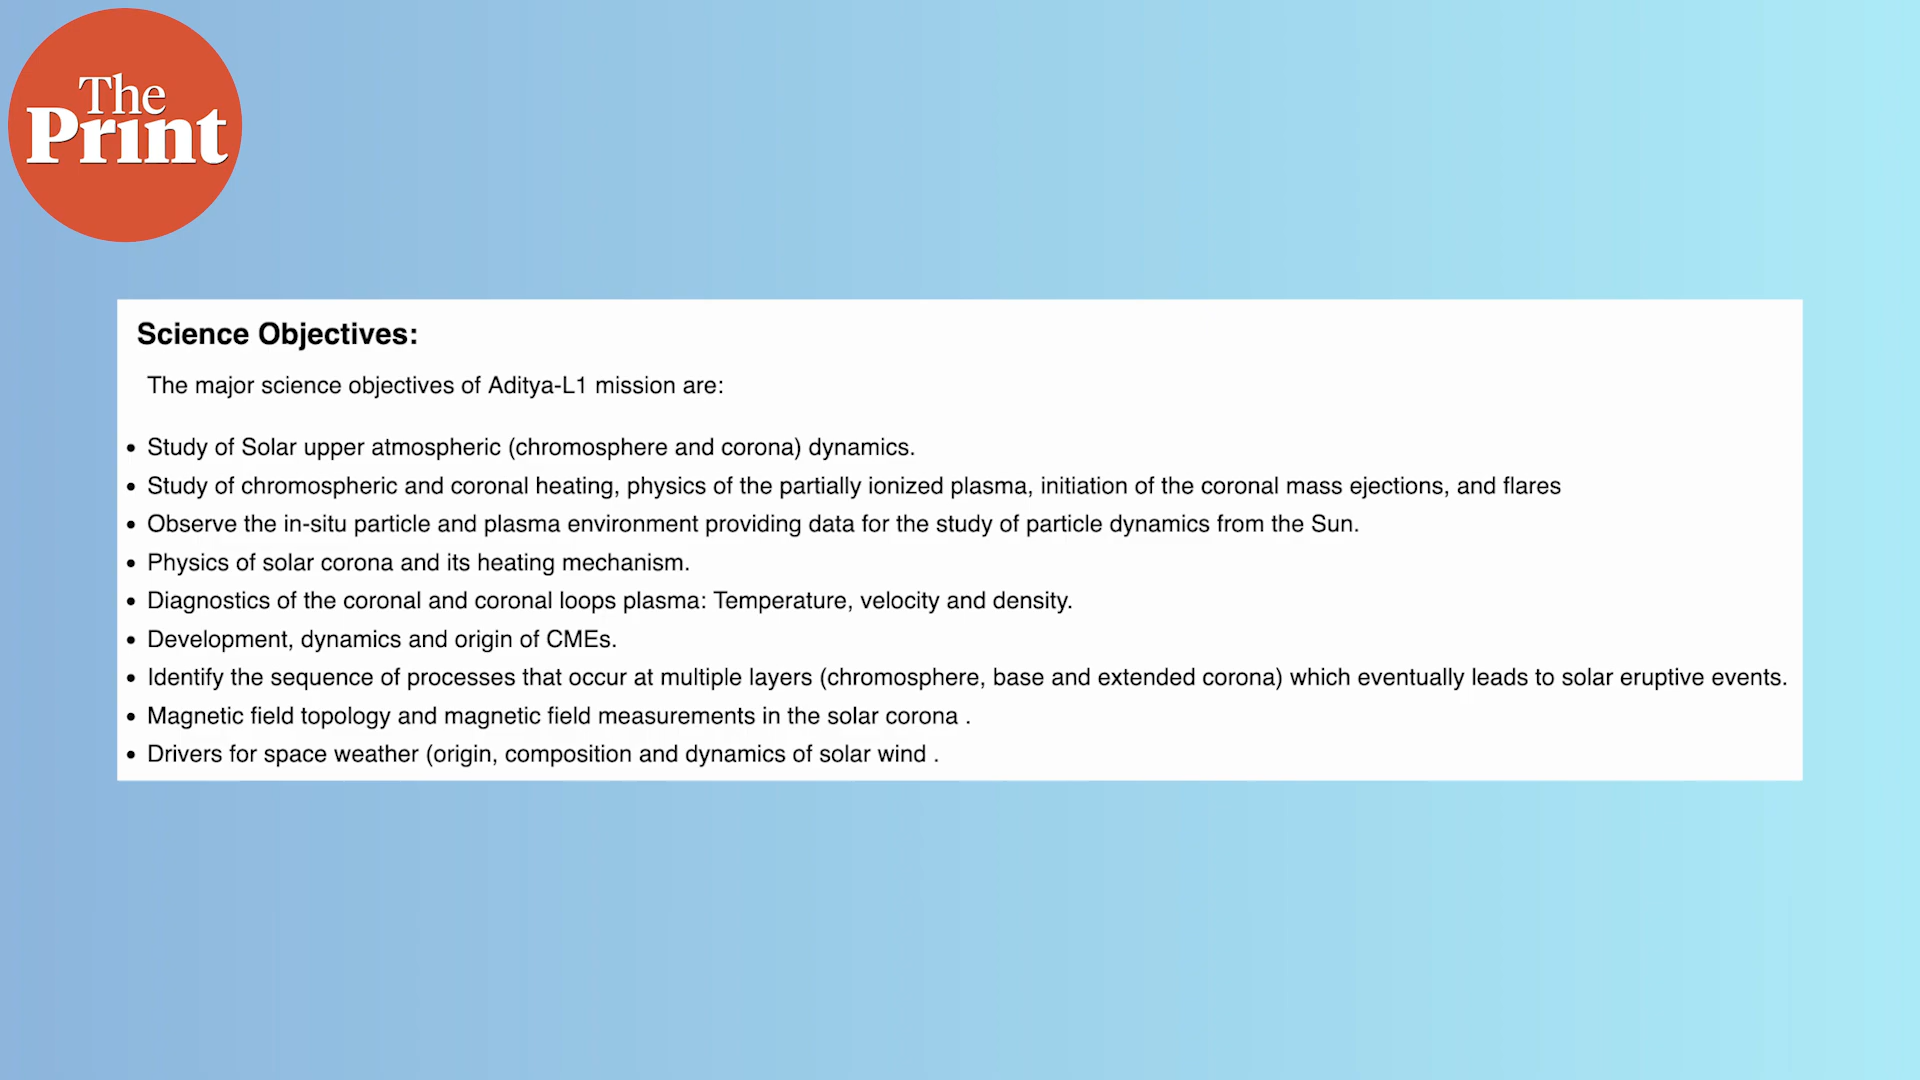 The
Print
Science Objectives:
The major science objectives of Aditya-L1 mission are:
• Study of Solar upper atmospheric (chromosphere and corona) dynamics.
• Study of chromospheric and coronal heating, physics of the partially ionized plasma, initiation of the coronal mass ejections, and flares
• Observe the in-situ particle and plasma environment providing data for the study of particle dynamics from the Sun.
• Physics of solar corona and its heating mechanism.
• Diagnostics of the coronal and coronal loops plasma: Temperature, velocity and density.
• Development, dynamics and origin of CMEs.
• Identify the sequence of processes that occur at multiple layers (chromosphere, base and extended corona) which eventually leads to solar eruptive events.
• Magnetic field topology and magnetic field measurements in the solar corona .
• Drivers for space weather (origin, composition and dynamics of solar wind .